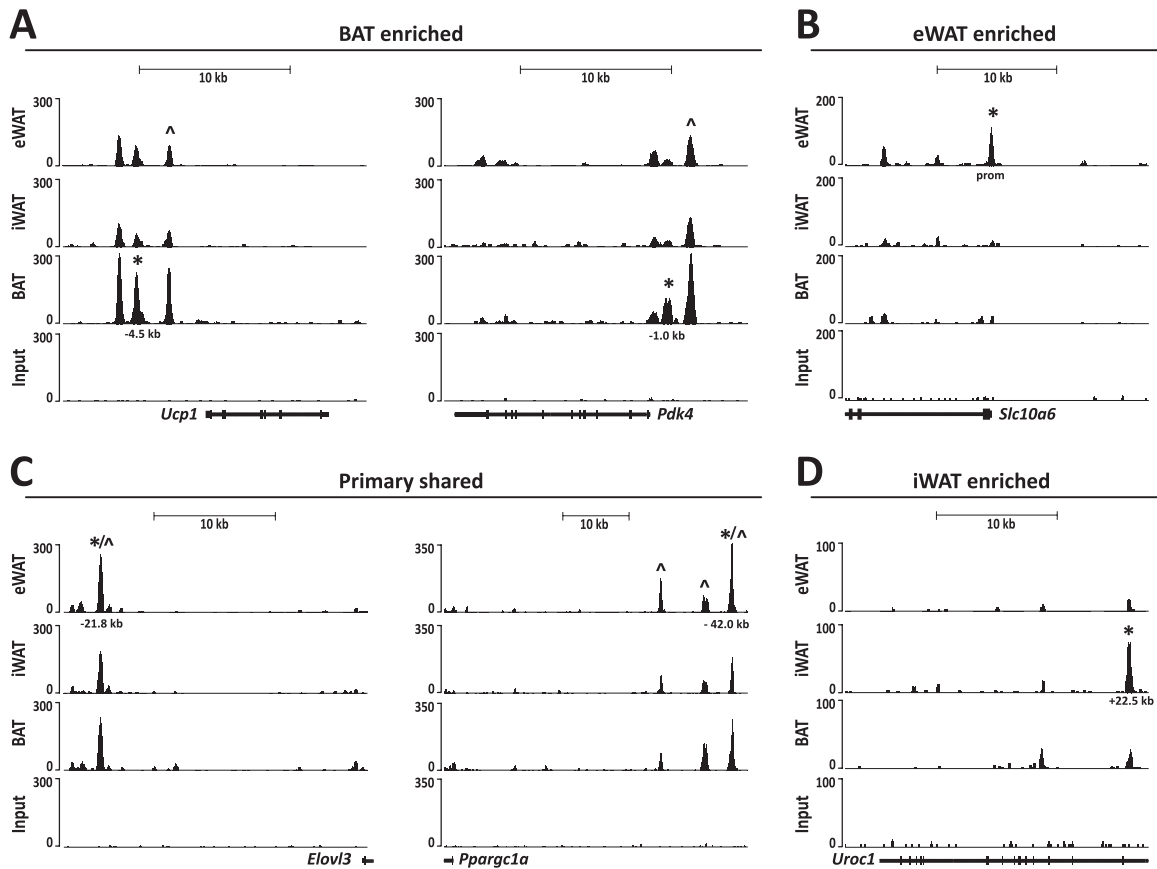 A
BAT enriched
10 kb
10 kb
eWAT
300
0
^
300
0
^
iWAT
300
0
300
0
BAT
300
0
*
-4.5 kb
300
0
*
-1.0 kb
Input
300
0
300
0
Ucp1
Pdk4
B
eWAT enriched
10 kb
eWAT
200
0
*
prom
iWAT
200
0
BAT
200
0
Input
200
0
Slc10a6
C
Primary shared
10 kb
10 kb
eWAT
300
0
*/^
-21.8 kb
350
0
^
^
*/^
- 42.0 kb
iWAT
300
0
350
0
BAT
300
0
350
0
Input
300
0
350
0
Elovl3
Ppargc1a
D
iWAT enriched
10 kb
eWAT
100
0
iWAT
100
0
*
+22.5 kb
BAT
100
0
Input
100
0
Uroc1